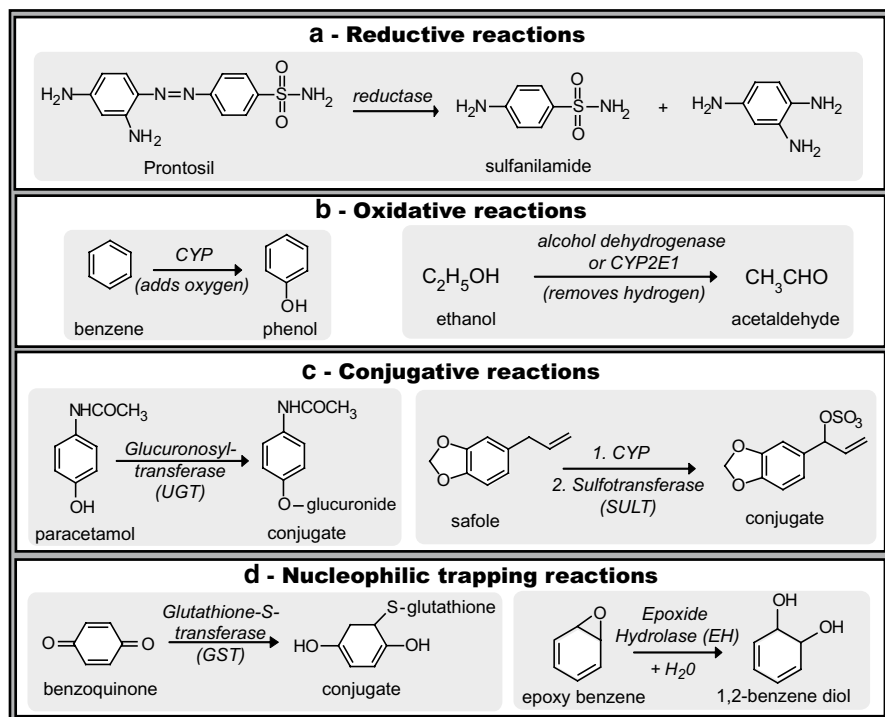 a - Reductive reactions
H₂N
N=N
NH₂
O
S
O
NH₂
Prontosil
reductase
H₂N
O
S
O
NH₂
sulfanilamide
+
H₂N
NH₂
NH₂
b - Oxidative reactions
benzene
CYP
(adds oxygen)
OH
phenol
C₂H₅OH
ethanol
alcohol dehydrogenase
or CYP2E1
(removes hydrogen)
CH₃CHO
acetaldehyde
c - Conjugative reactions
NHCOCH₃
OH
paracetamol
Glucuronosyl-
transferase
(UGT)
NHCOCH₃
O–glucuronide
conjugate
O
O
safole
1. CYP
2. Sulfotransferase
(SULT)
OSO₃
O
O
conjugate
d - Nucleophilic trapping reactions
O
O
benzoquinone
Glutathione-S-
transferase
(GST)
S-glutathione
HO
OH
conjugate
O
epoxy benzene
Epoxide
Hydrolase (EH)
+ H₂0
OH
OH
1,2-benzene diol